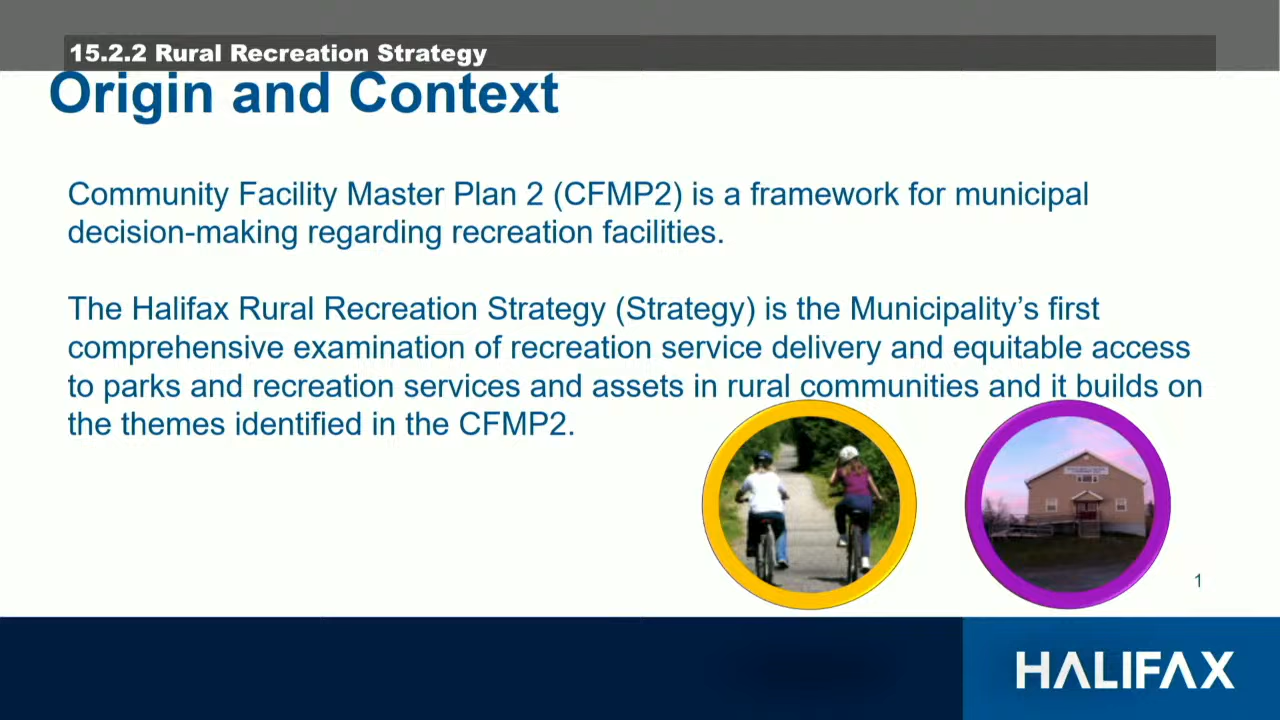 15.2.2 Rural Recreation Strategy
Origin and Context
Community Facility Master Plan 2 (CFMP2) is a framework for municipal
decision-making regarding recreation facilities.
The Halifax Rural Recreation Strategy (Strategy) is the Municipality’s first
comprehensive examination of recreation service delivery and equitable access
to parks and recreation services and assets in rural communities and it builds on
the themes identified in the CFMP2.
1
HALIFAX